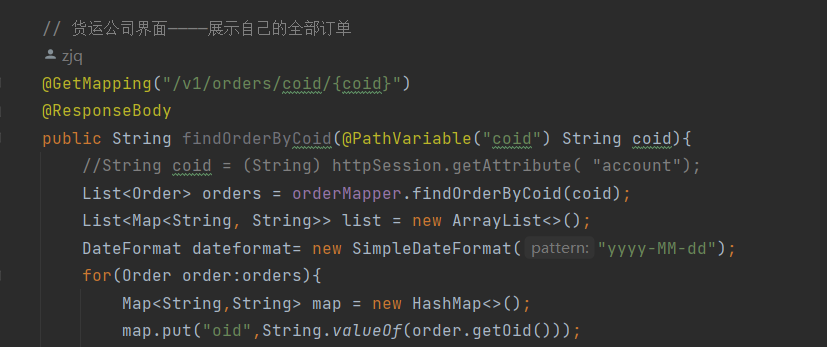 // 货运公司界面————展示自己的全部订单
zjq
@GetMapping("/v1/orders/coid/{coid}")
@ResponseBody
public String findOrderByCoid(@PathVariable("coid") String coid){
//String coid = (String) httpSession.getAttribute( "account");
List<Order> orders = orderMapper.findOrderByCoid(coid);
List<Map<String, String>> list = new ArrayList<>();
DateFormat dateformat= new SimpleDateFormat( pattern: "yyyy-MM-dd");
for(Order order:orders){
Map<String,String> map = new HashMap<>();
map.put("oid",String.valueOf(order.getOid()));